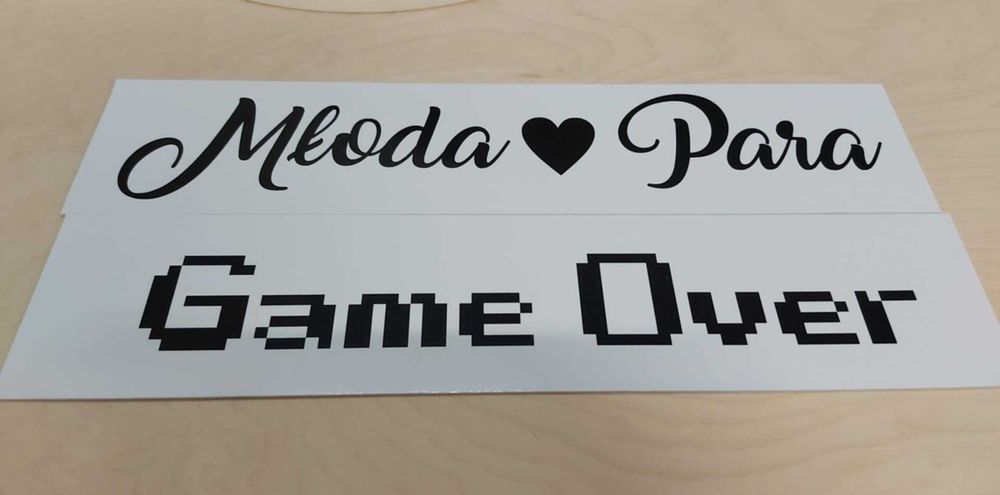 Młoda ♥ Para
Game Over